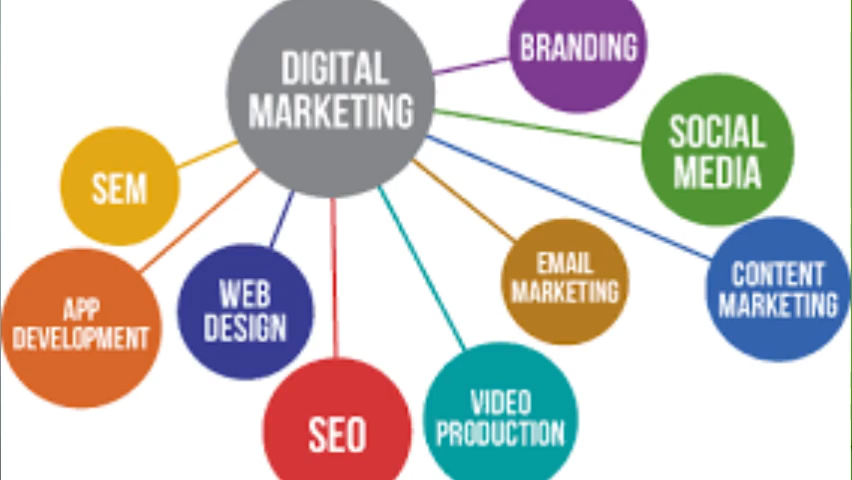 DIGITAL
MARKETING
BRANDING
SOCIAL
MEDIA
SEM
CONTENT
MARKETING
EMAIL
MARKETING
APP
DEVELOPMENT
WEB
DESIGN
SEO
VIDEO
PRODUCTION